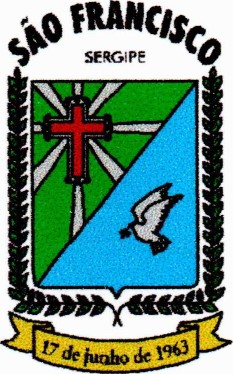 SÃO FRANCISCO
SERGIPE
17 de junho de 1963